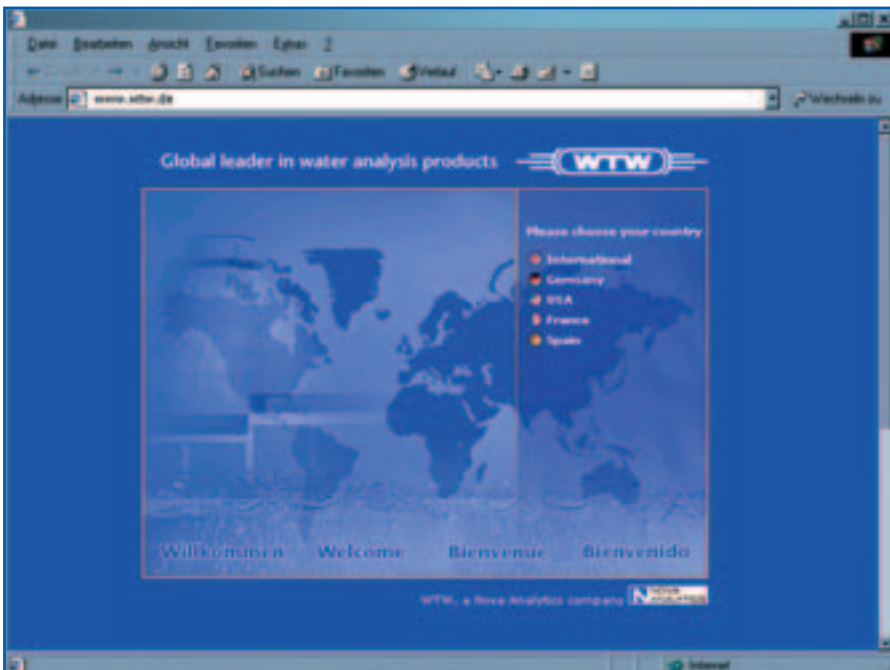 Datei Bearbeiten Ansicht Favoriten Extras ?
Suchen Favoriten Verlauf
Adresse www.wtw.de Wechseln zu
Global leader in water analysis products WTW
Please choose your country
International
Germany
USA
France
Spain
Willkommen Welcome Bienvenue Bienvenido
WTW, a Nova Analytics company
Internet